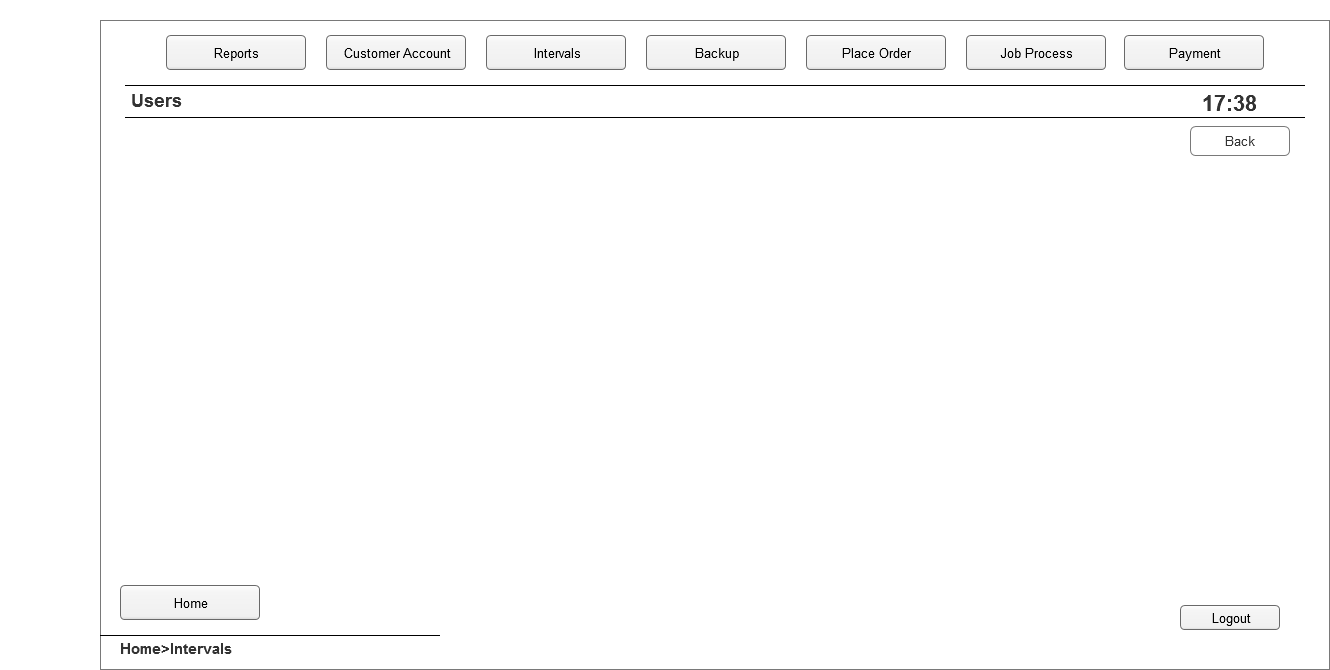 Reports Customer Account Intervals Backup Place Order Job Process Payment
Users 17:38
Back
Home
Logout
Home>Intervals